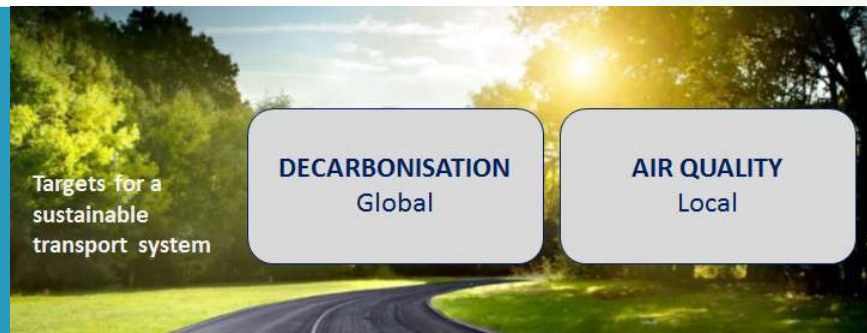 Targets for a
sustainable
transport system
DECARBONISATION
Global
AIR QUALITY
Local